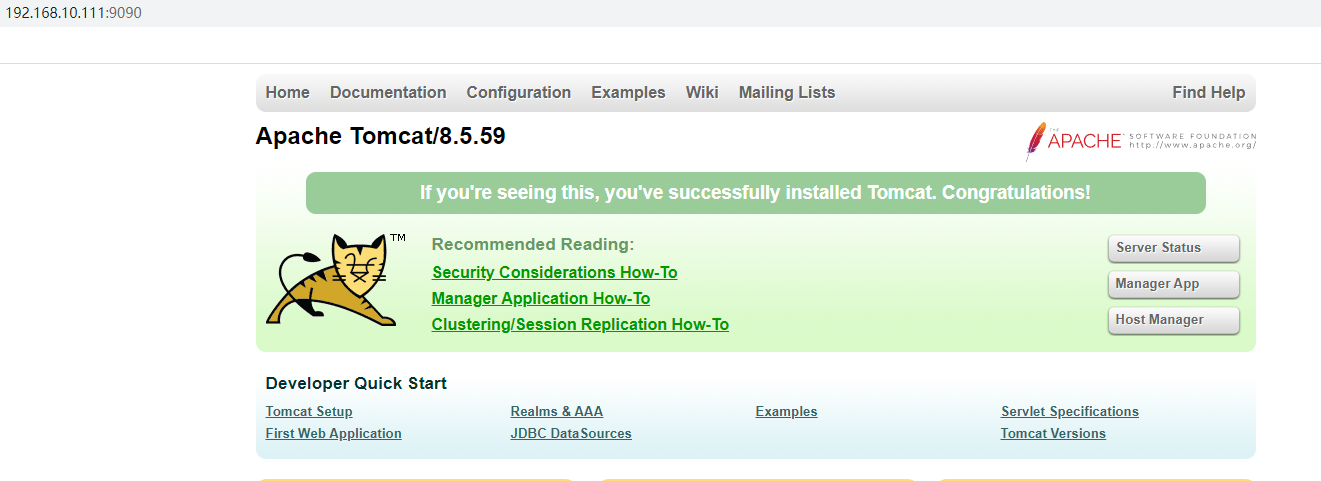 192.168.10.111:9090
Home Documentation Configuration Examples Wiki Mailing Lists Find Help
Apache Tomcat/8.5.59
THE APACHE™ SOFTWARE FOUNDATION
http://www.apache.org/
If you're seeing this, you've successfully installed Tomcat. Congratulations!
TM
Recommended Reading:
Security Considerations How-To
Manager Application How-To
Clustering/Session Replication How-To
Server Status
Manager App
Host Manager
Developer Quick Start
Tomcat Setup Realms & AAA Examples Servlet Specifications
First Web Application JDBC DataSources Tomcat Versions